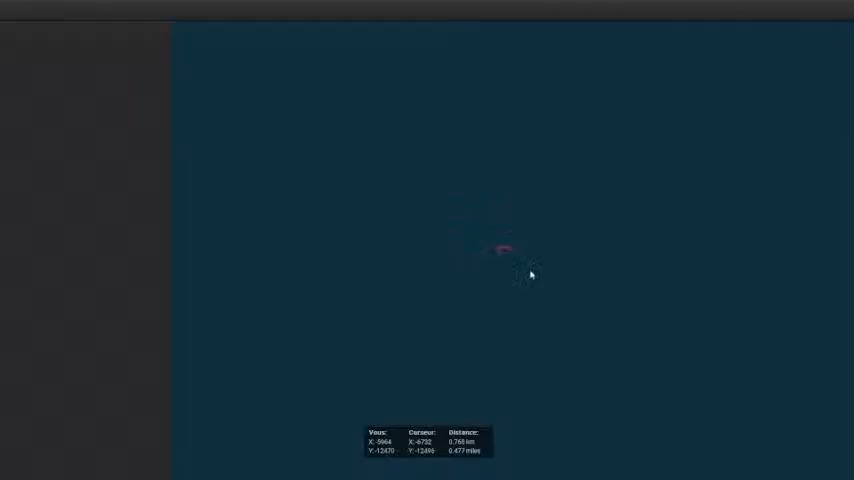 Vous: Curseur: Distance:
X:-5964 X:-6732 0.768 km
Y:-12470 Y:-12496 0.477 miles